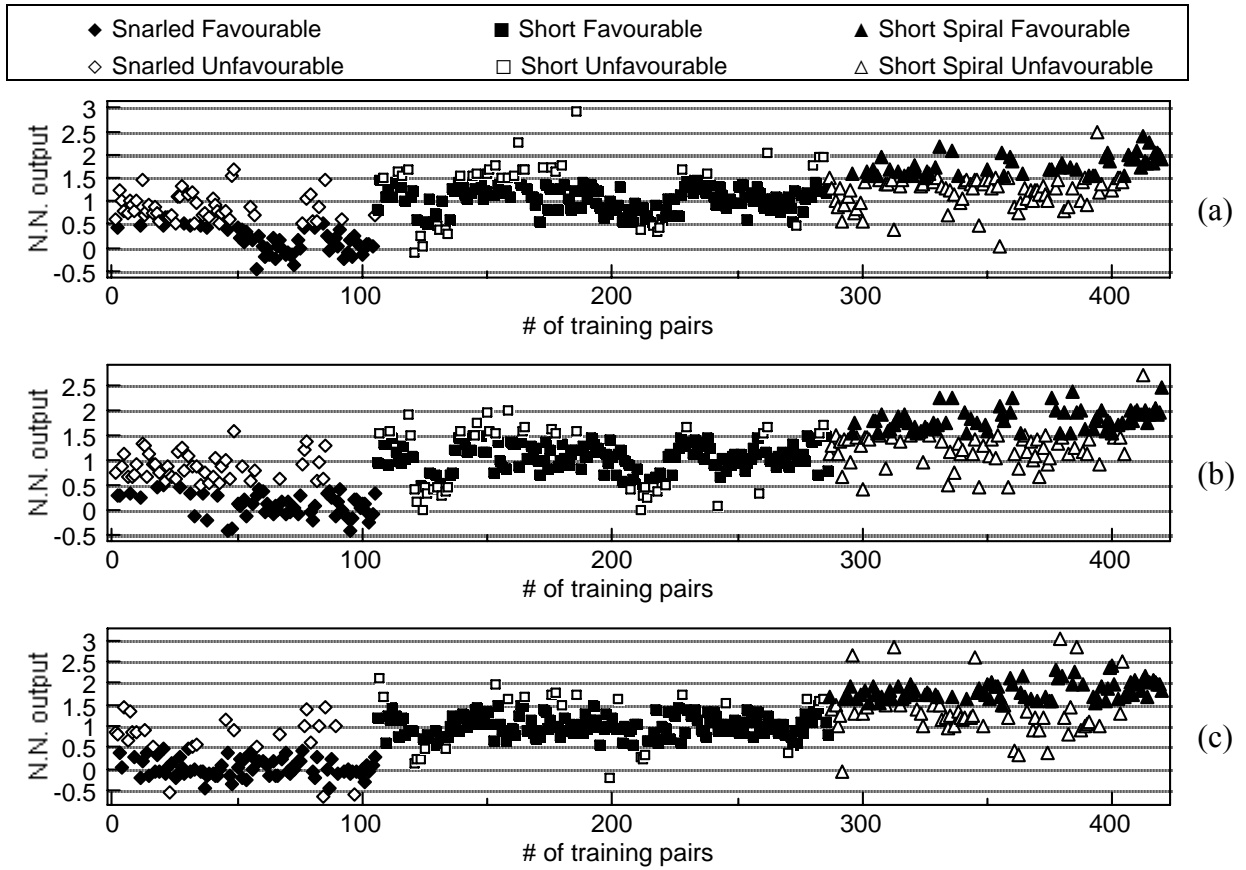 Snarled Favourable Short Favourable Short Spiral Favourable
Snarled Unfavourable Short Unfavourable Short Spiral Unfavourable
3
2.5
2
1.5
1
0.5
0
-0.5
N.N. output
0 100 200 300 400
# of training pairs
(a)
2.5
2
1.5
1
0.5
0
-0.5
N.N. output
0 100 200 300 400
# of training pairs
(b)
3
2.5
2
1.5
1
0.5
0
-0.5
N.N. output
0 100 200 300 400
# of training pairs
(c)